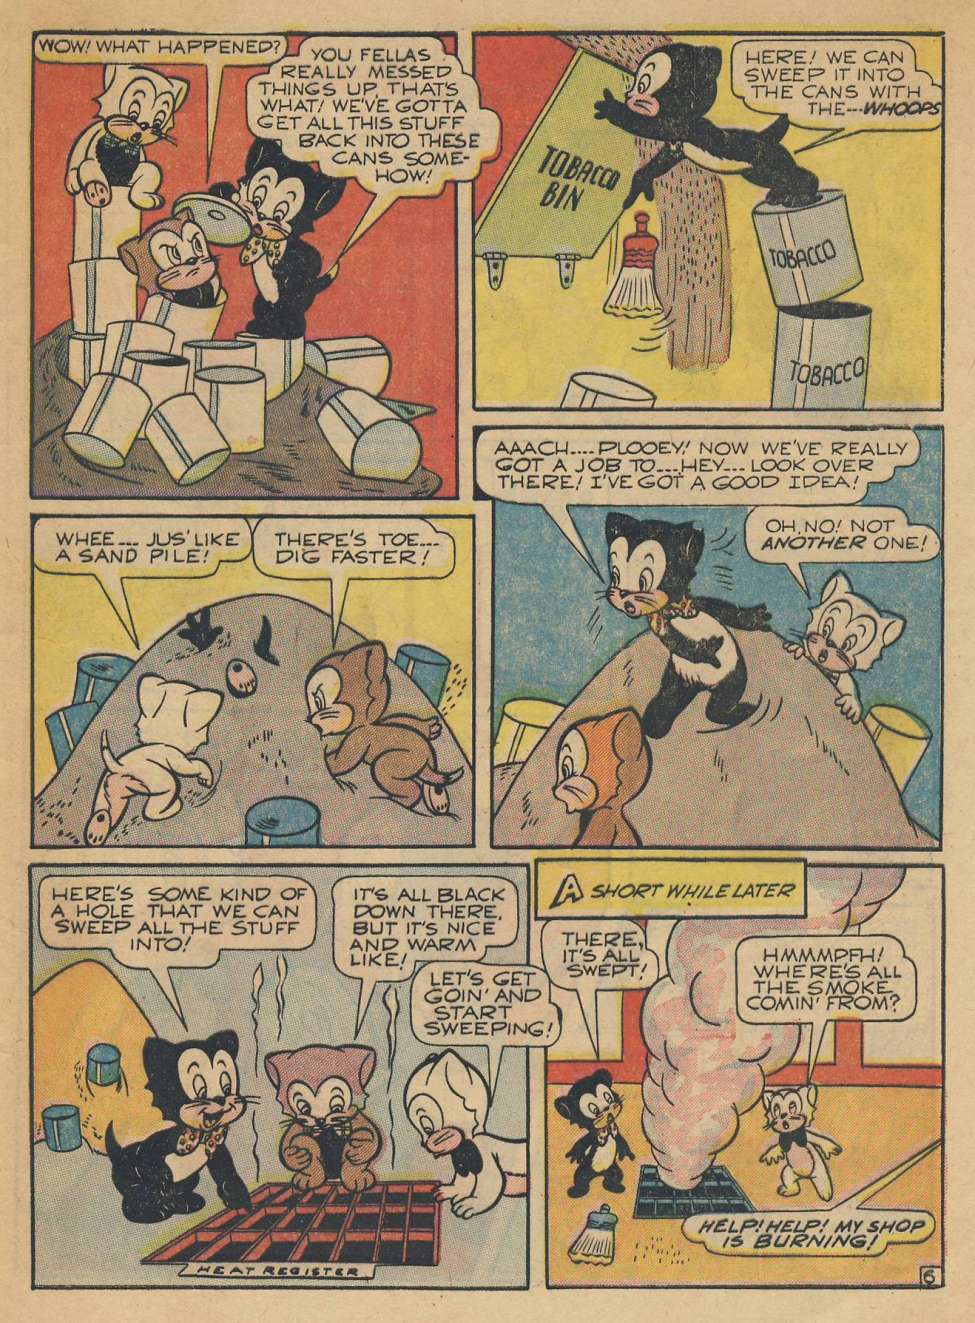 WOW! WHAT HAPPENED?
YOU FELLAS
REALLY MESSED
THINGS UP, THAT'S
WHAT! WE'VE GOTTA
GET ALL THIS STUFF
BACK INTO THESE
CANS SOME-
HOW!
HERE! WE CAN
SWEEP IT INTO
THE CANS WITH
THE---WHOOPS
TOBACCO
BIN
TOBACCO
TOBACCO
WHEE... JUS' LIKE
A SAND PILE!
THERE'S TOE...
DIG FASTER!
AAACH.... PLOOEY! NOW WE'VE REALLY
GOT A JOB TO....HEY... LOOK OVER
THERE! I'VE GOT A GOOD IDEA!
OH, NO! NOT
ANOTHER ONE!
HERE'S SOME KIND OF
A HOLE THAT WE CAN
SWEEP ALL THE STUFF
INTO!
IT'S ALL BLACK
DOWN THERE,
BUT IT'S NICE
AND WARM
LIKE!
LET'S GET
GOIN' AND
START
SWEEPING!
HEAT REGISTER
A SHORT WHILE LATER
THERE,
IT'S ALL
SWEPT!
HMMMPFH!
WHERE'S ALL
THE SMOKE
COMIN' FROM?
HELP! HELP! MY SHOP
IS BURNING!
6